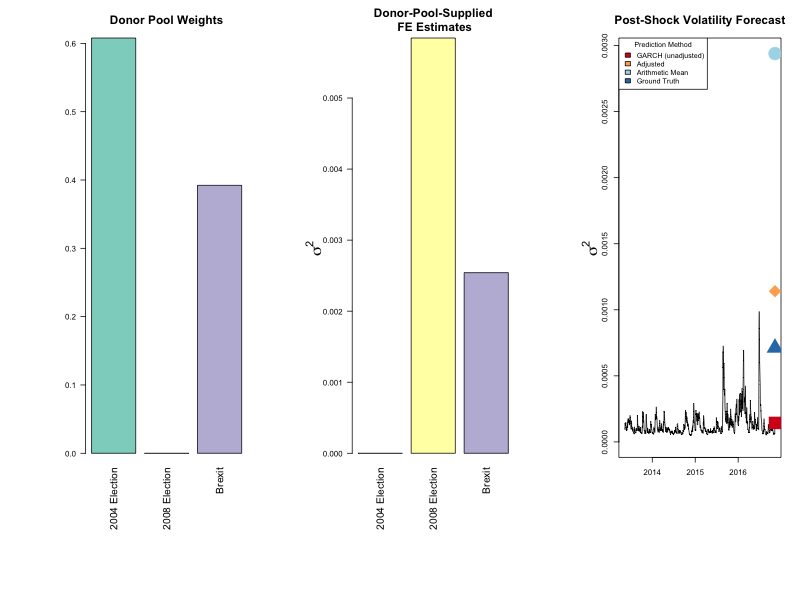 Donor Pool Weights
0.0
0.1
0.2
0.3
0.4
0.5
0.6
2004 Election
2008 Election
Brexit
Donor-Pool-Supplied
FE Estimates
σ²
0.000
0.001
0.002
0.003
0.004
0.005
2004 Election
2008 Election
Brexit
Post-Shock Volatility Forecast
σ²
0.0000
0.0005
0.0010
0.0015
0.0020
0.0025
0.0030
Prediction Method
GARCH (unadjusted)
Adjusted
Arithmetic Mean
Ground Truth
2014
2015
2016